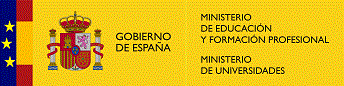 GOBIERNO
DE ESPAÑA
MINISTERIO
DE EDUCACIÓN
Y FORMACIÓN PROFESIONAL
MINISTERIO
DE UNIVERSIDADES